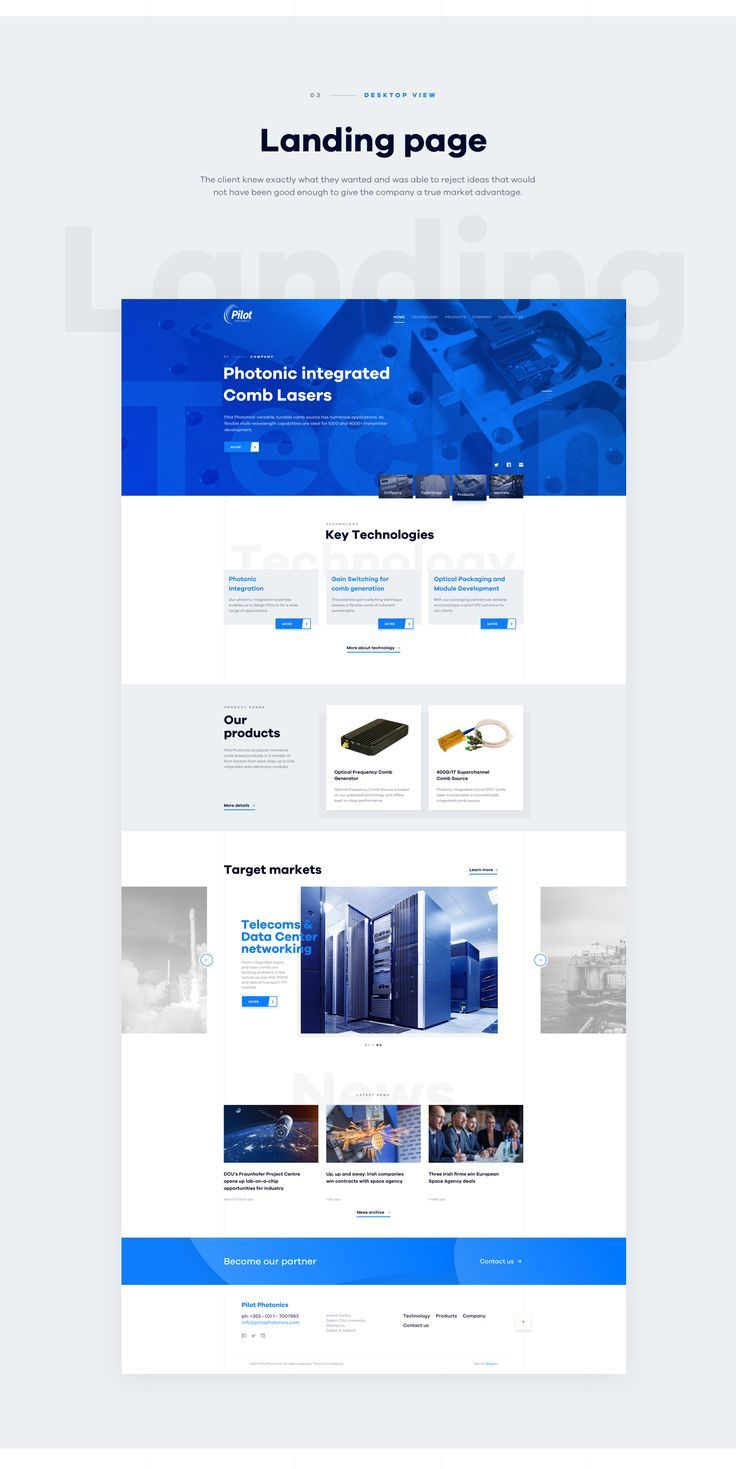 03
DESKTOP VIEW
Landing page
The client knew exactly what they wanted and was able to reject ideas that would
not have been good enough to give the company a true market advantage.
Landing
Pilot
HOME TECHNOLOGY PRODUCTS COMPANY CONTACT US
01 COMPANY
Photonic integrated
Comb Lasers
Techn
Pilot Photonics' versatile, tunable comb source has numerous applications. Its
flexible multi-wavelength capabilities are ideal for 100G and 400G+ transmitter
development.
MORE
Company Technology Products Markets
TECHNOLOGY
Key Technologies
Technology
Photonic
Integration
Our photonic integration expertise
enables us to design PICs to for a wide
range of applications
MORE
Gain Switching for
comb generation
The patented gain switching technique
creates a flexible comb of coherent
wavelengths
MORE
Opticol Packaging and
Module Development
With our packaging partners we develop
and prototype custom PIC solutions for
our clients
MORE
More about technology
PRODUCT RANGE
Our
products
Pilot Photonics produces innovative
comb based products in a number of
form-factors from bare chips up to fully
integrated opto-electronic modules.
More details
Optical Frequency Comb
Generator
Optical Frequency Comb Source is based
on our patented technology and offers
best-in-class performance
400G/1T Superchannel
Comb Source
Photonic integrated circuit (PIC) comb
laser incorporates a monolithically
integrated comb source
Target markets
Learn more
Telecoms &
Data Center
networking
Pilot's integrated lasers
and laser combs are
tackling problems in the
optical access (NG-PON2)
and optical transport (1T)
markets
MORE
03
News
LATEST NEWS
DCU's Fraunhofer Project Centre
opens up lab-on-a-chip
opportunities for industry
Up, up and away: Irish companies
win contracts with space agency
1 day ago
Three Irish firms win European
Space Agency deals
1 week ago
News archive
Become our partner
Contact us
Pilot Photonics
ph: +353 - (0) 1 - 7007993
info@pilotphotonics.com
Invent Centre,
Dublin City University,
Glasnevin,
Dublin 9, Ireland
Technology Products Company
Contact us
©2017 Pilot Photonics. All rights reserved. Terms & Conditions